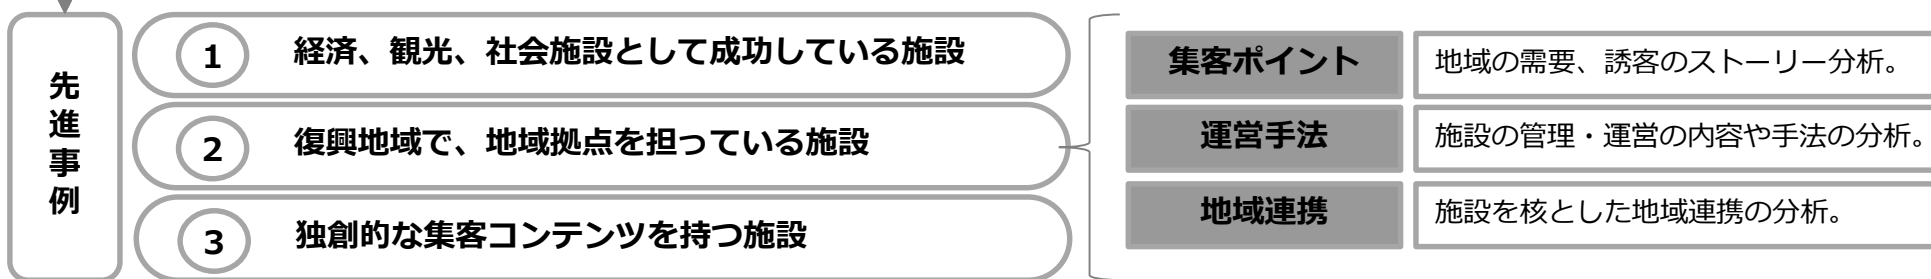 先進事例
1 経済、観光、社会施設として成功している施設
2 復興地域で、地域拠点を担っている施設
3 独創的な集客コンテンツを持つ施設
集客ポイント 地域の需要、誘客のストーリー分析。
運営手法 施設の管理・運営の内容や手法の分析。
地域連携 施設を核とした地域連携の分析。